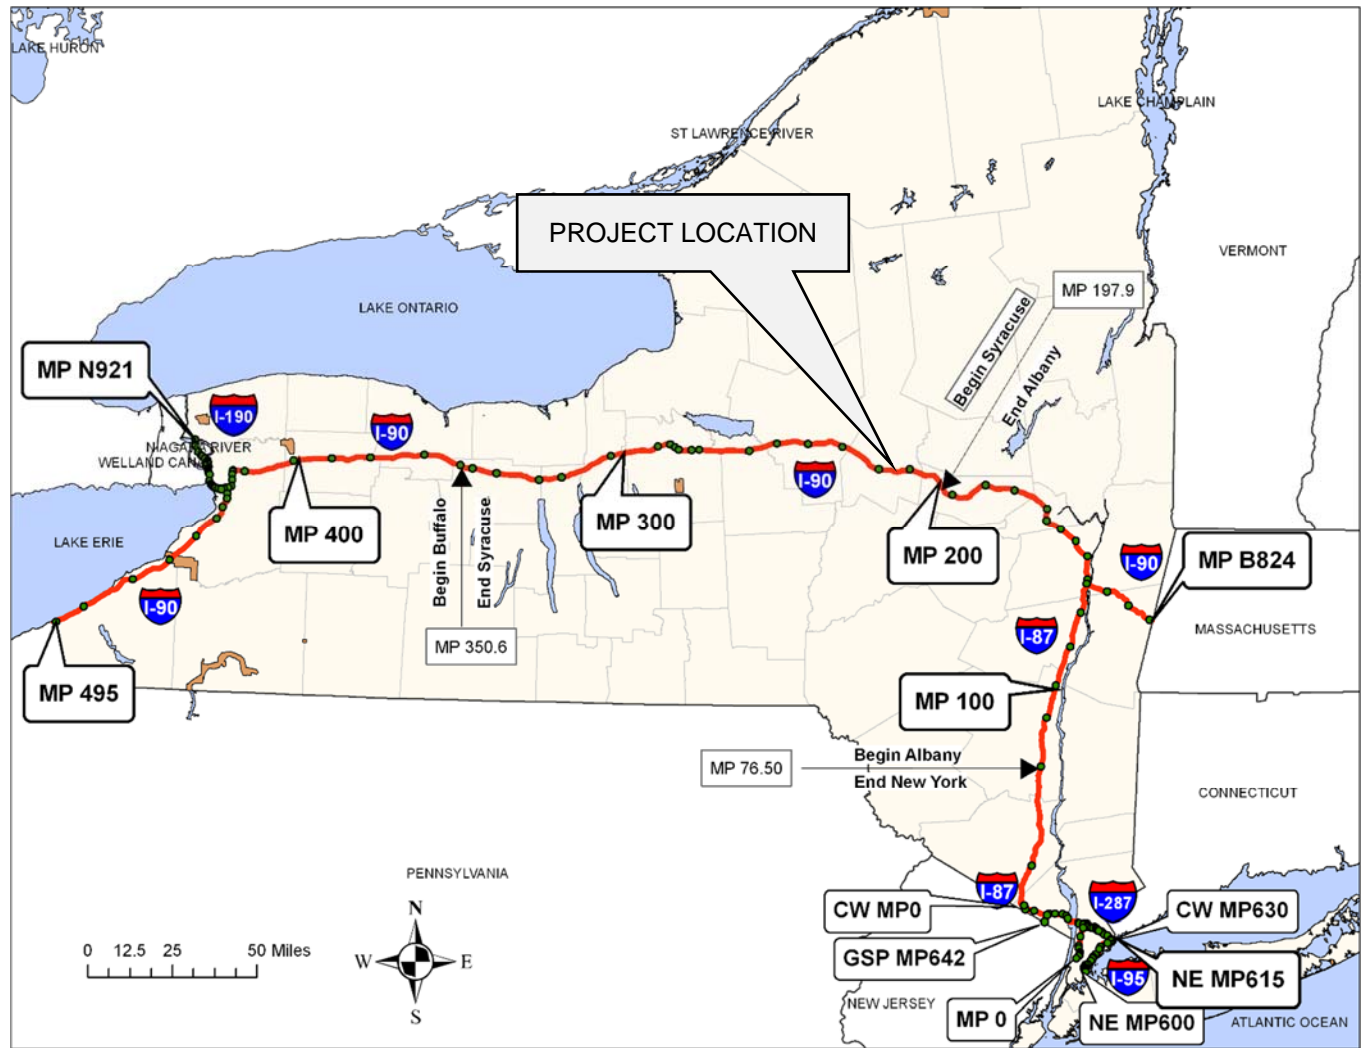 LAKE HURON
LAKE CHAMPLAIN
ST LAWRENCE RIVER
PROJECT LOCATION
VERMONT
MP 197.9
LAKE ONTARIO
Begin Syracuse
End Albany
MP N921
I-190
I-90
NIAGARA RIVER
WELLAND CANAL
I-90
MP 400
MP 300
MP 200
LAKE ERIE
Begin Buffalo
End Syracuse
I-90
MP B824
I-90
I-87
MASSACHUSETTS
MP 350.6
MP 495
MP 100
MP 76.50
Begin Albany
End New York
CONNECTICUT
PENNSYLVANIA
N
W
E
S
0 12.5 25 50 Miles
I-87
I-287
CW MP0
CW MP630
GSP MP642
I-95
NE MP615
NEW JERSEY
MP 0
NE MP600
ATLANTIC OCEAN